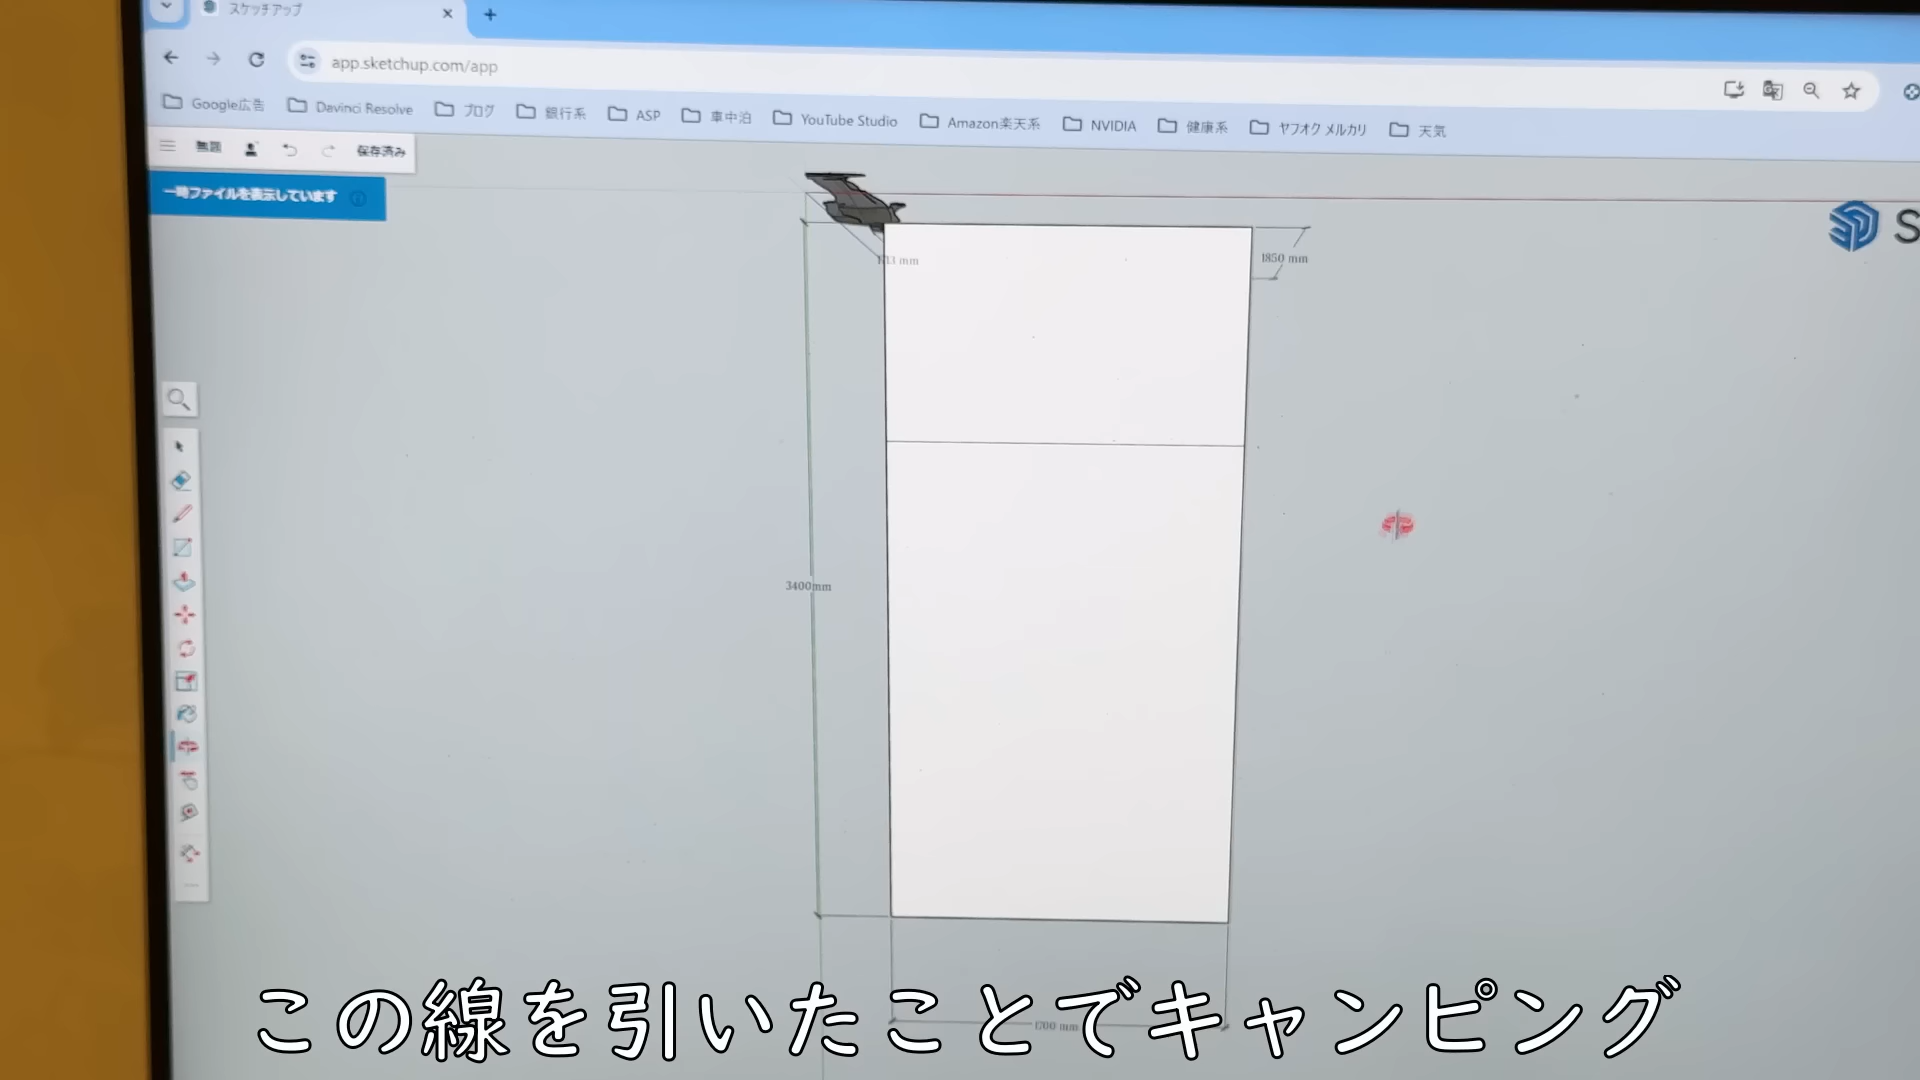 スケッチアップ
app.sketchup.com/app
Google広告 Davinci Resolve ブログ 銀行系 ASP 車中泊 YouTube Studio Amazon楽天系 NVIDIA 健康系 ヤフオク メルカリ 天気
無題 保存済み
一時ファイルを表示しています
S
1850 mm
3400mm
1700 mm
この線を引いたことでキャンピング